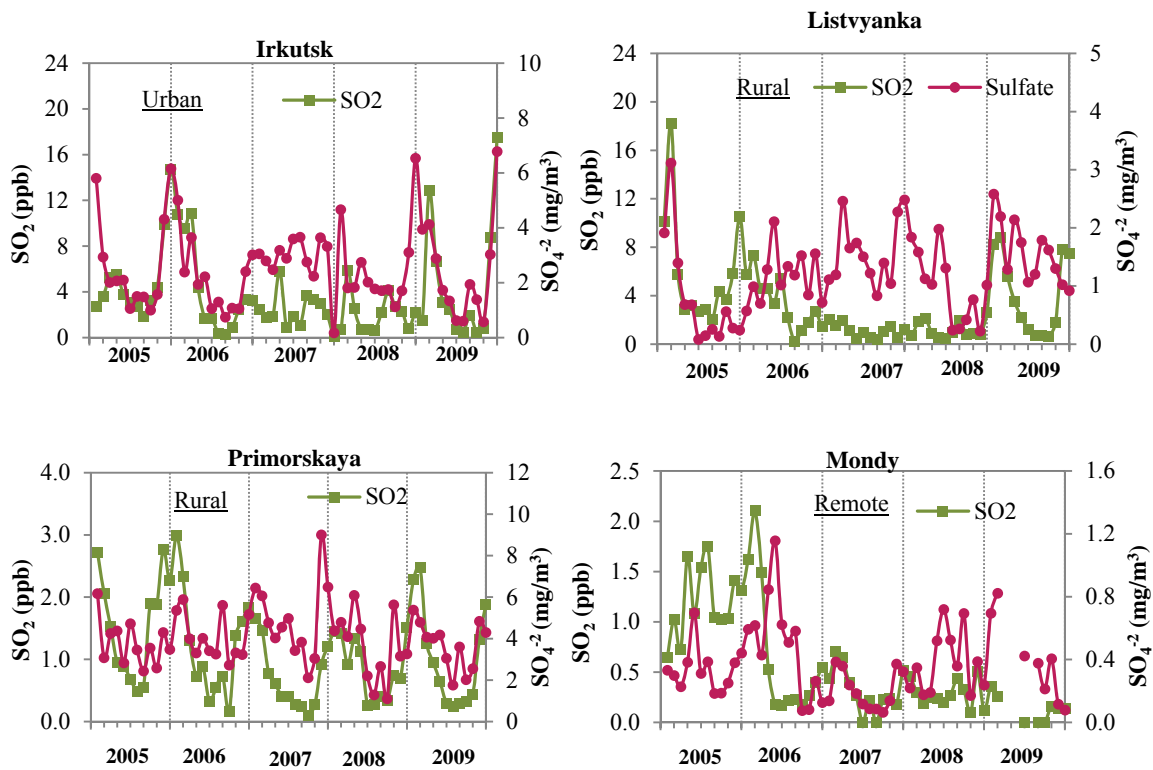 Irkutsk
Urban
SO2
SO₂ (ppb)
24
20
16
12
8
4
0
SO₄⁻² (mg/m³)
10
8
6
4
2
0
2005 2006 2007 2008 2009
Listvyanka
Rural
SO2 Sulfate
SO₂ (ppb)
24
20
16
12
8
4
0
SO₄⁻² (mg/m³)
5
4
3
2
1
0
2005 2006 2007 2008 2009
Primorskaya
Rural
SO2
SO₂ (ppb)
4.0
3.0
2.0
1.0
0.0
SO₄⁻² (mg/m³)
12
10
8
6
4
2
0
2005 2006 2007 2008 2009
Mondy
Remote
SO2
SO₂ (ppb)
2.5
2.0
1.5
1.0
0.5
0.0
SO₄⁻² (mg/m³)
1.6
1.2
0.8
0.4
0.0
2005 2006 2007 2008 2009